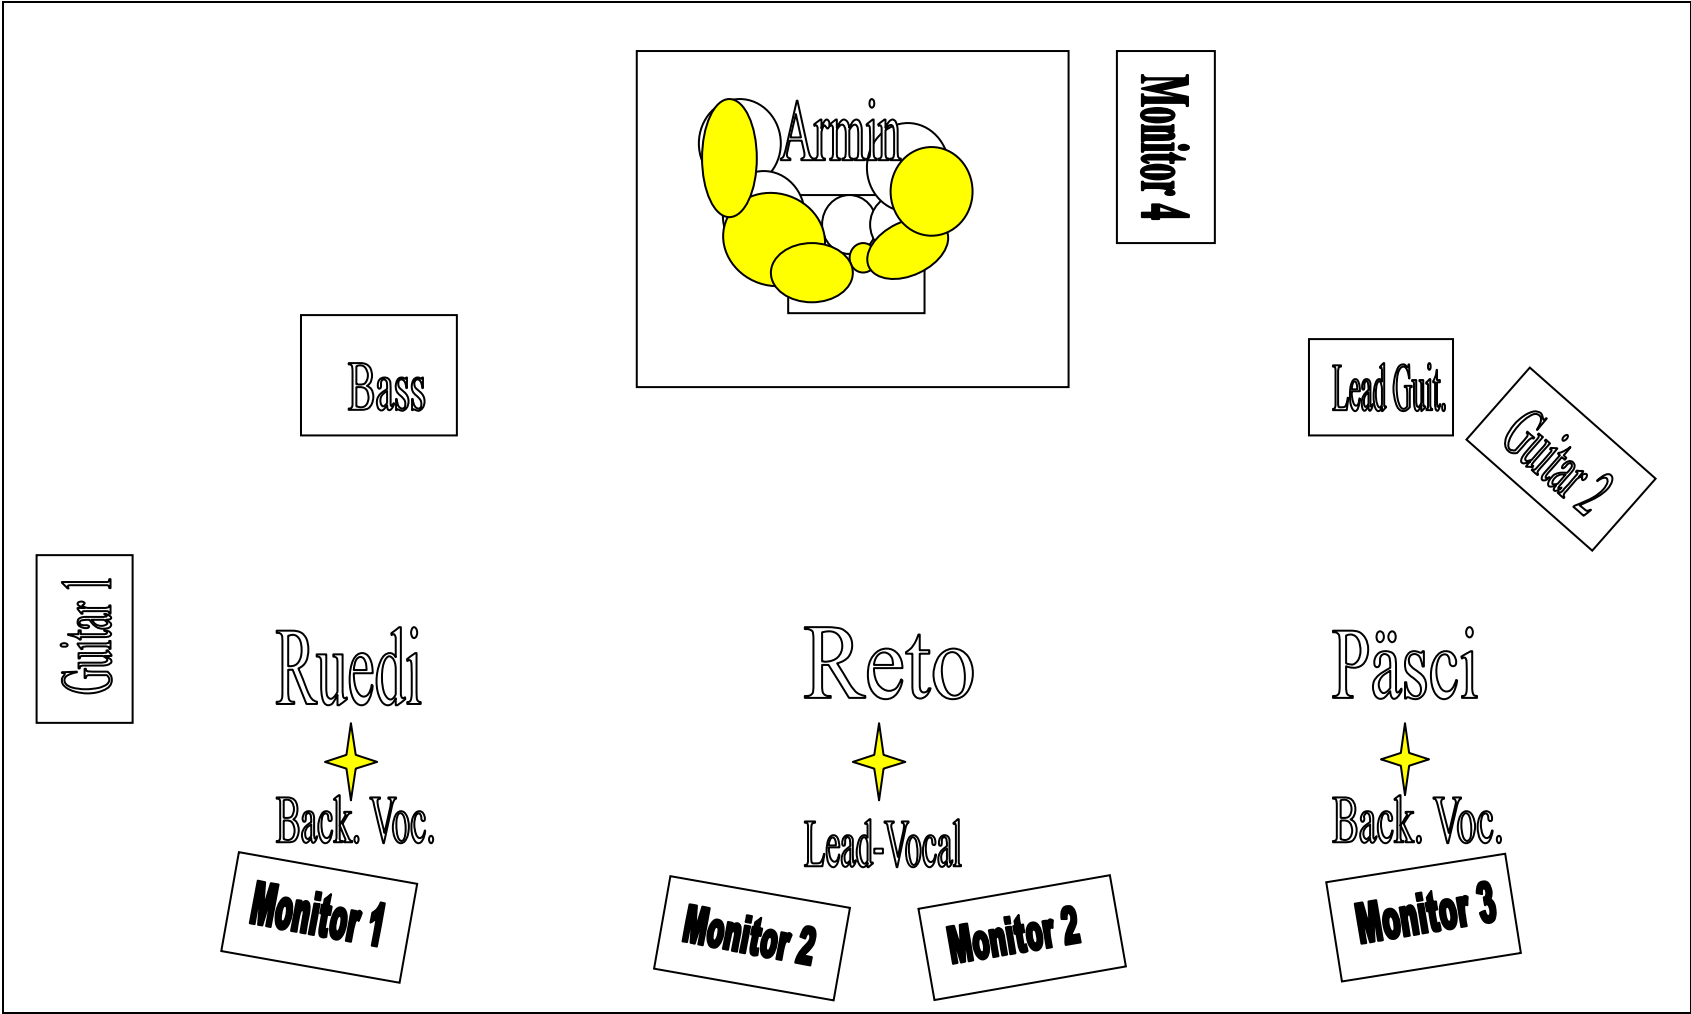 Armin
Monitor 4
Bass
Lead Guit.
Guitar 2
Guitar 1
Ruedi
Reto
Päsci
Back. Voc.
Lead-Vocal
Back. Voc.
Monitor 1
Monitor 2
Monitor 2
Monitor 3